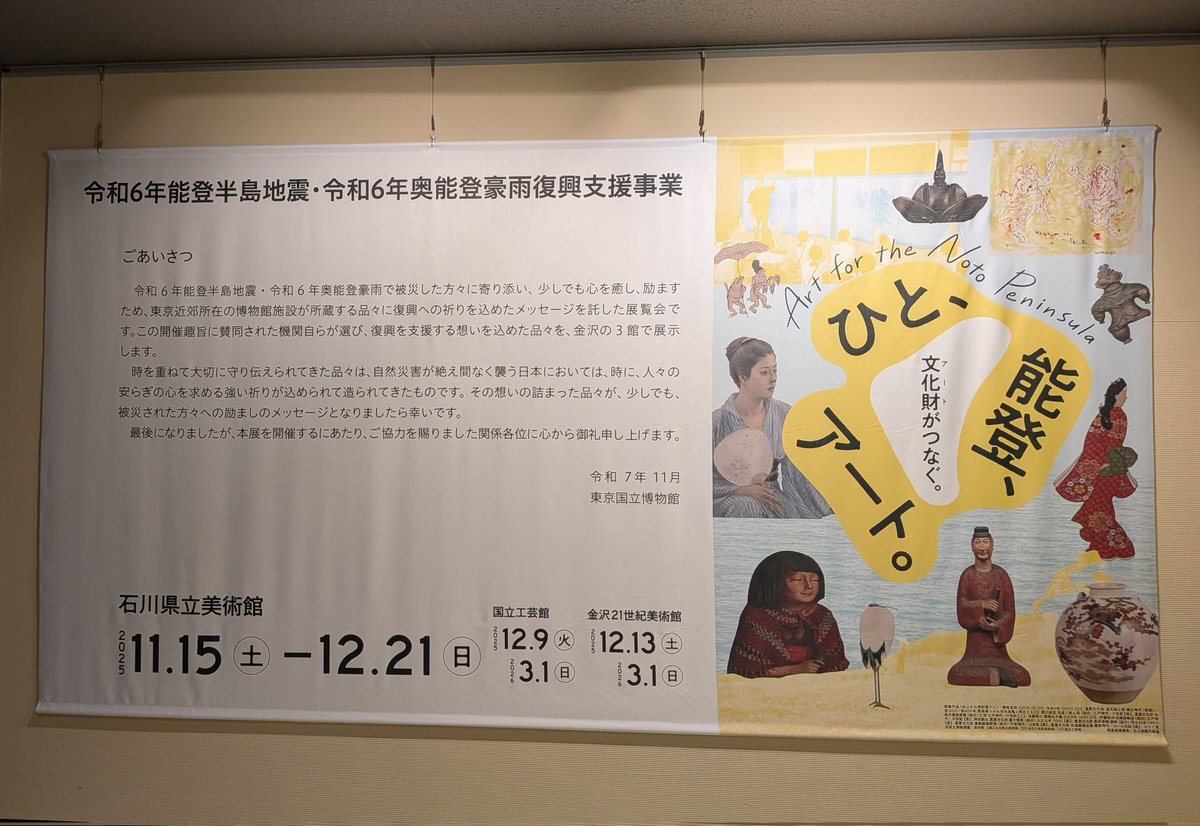 令和6年能登半島地震・令和6年奥能登豪雨復興支援事業
ごあいさつ
令和6年能登半島地震・令和6年奥能登豪雨で被災した方々に寄り添い、少しでも心を癒し、励ます
ため、東京近郊所在の博物館施設が所蔵する品々に復興への祈りを込めたメッセージを託した展覧会で
す。この開催趣旨に賛同された機関自らが選び、復興を支援する想いを込めた品々を、金沢の3館で展示
します。
時を重ねて大切に守り伝えられてきた品々は、自然災害が絶え間なく襲う日本においては、時に、人々の
安らぎの心を求める強い祈りが込められて造られてきたものです。その想いの詰まった品々が、少しでも、
被災された方々への励ましのメッセージとなりましたら幸いです。
最後になりましたが、本展を開催するにあたり、ご協力を賜りました関係各位に心から御礼申し上げます。
令和 7年 11月
東京国立博物館
石川県立美術館
2025 11.15 土 ー12.21 日
国立工芸館
2025 12.9 火
2026 3.1 日
金沢21世紀美術館
2025 12.13 土
2026 3.1 日
Art for the Noto Peninsula
ひと、
能登、
アート。
文化財がつなぐ。
アート